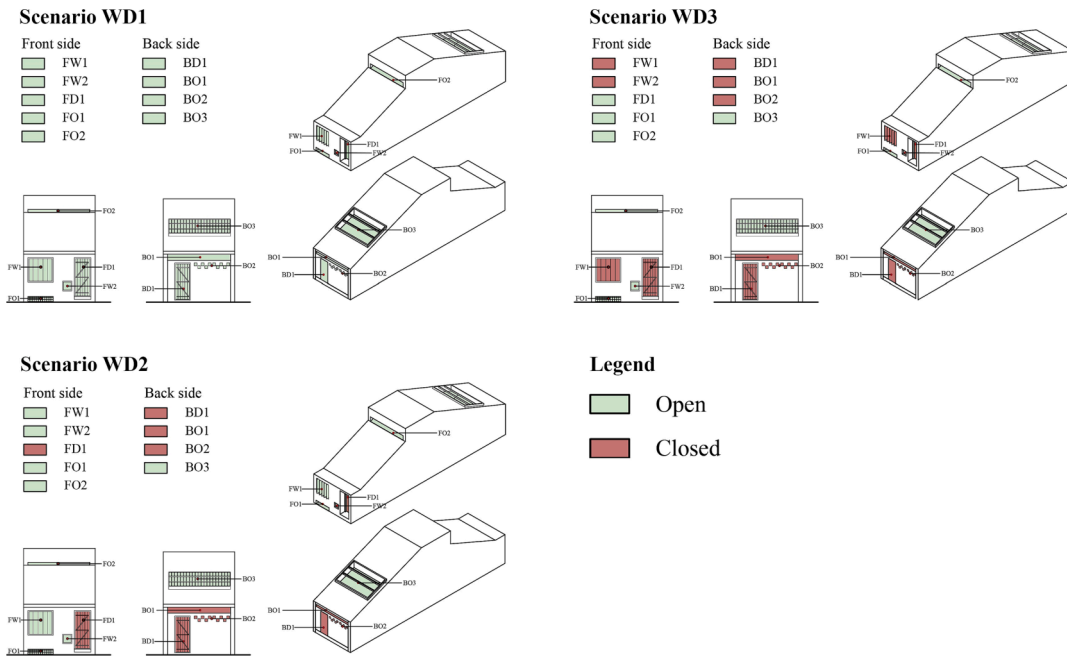 Scenario WD1
Front side
FW1
FW2
FD1
FO1
FO2
Back side
BD1
BO1
BO2
BO3
FO2
FW1
FD1
FW2
FO1
BO3
BO1
BD1
BO2
FO2
FW1
FD1
FW2
FO1
BO3
BO1
BO2
BD1
Scenario WD3
Front side
FW1
FW2
FD1
FO1
FO2
Back side
BD1
BO1
BO2
BO3
FO2
FW1
FD1
FW2
FO1
BO3
BO1
BD1
BO2
FO2
FW1
FD1
FW2
FO1
BO3
BO1
BO2
BD1
Scenario WD2
Front side
FW1
FW2
FD1
FO1
FO2
Back side
BD1
BO1
BO2
BO3
FO2
FW1
FD1
FW2
FO1
BO3
BO1
BD1
BO2
FO2
FW1
FD1
FW2
FO1
BO3
BO1
BO2
BD1
Legend
Open
Closed